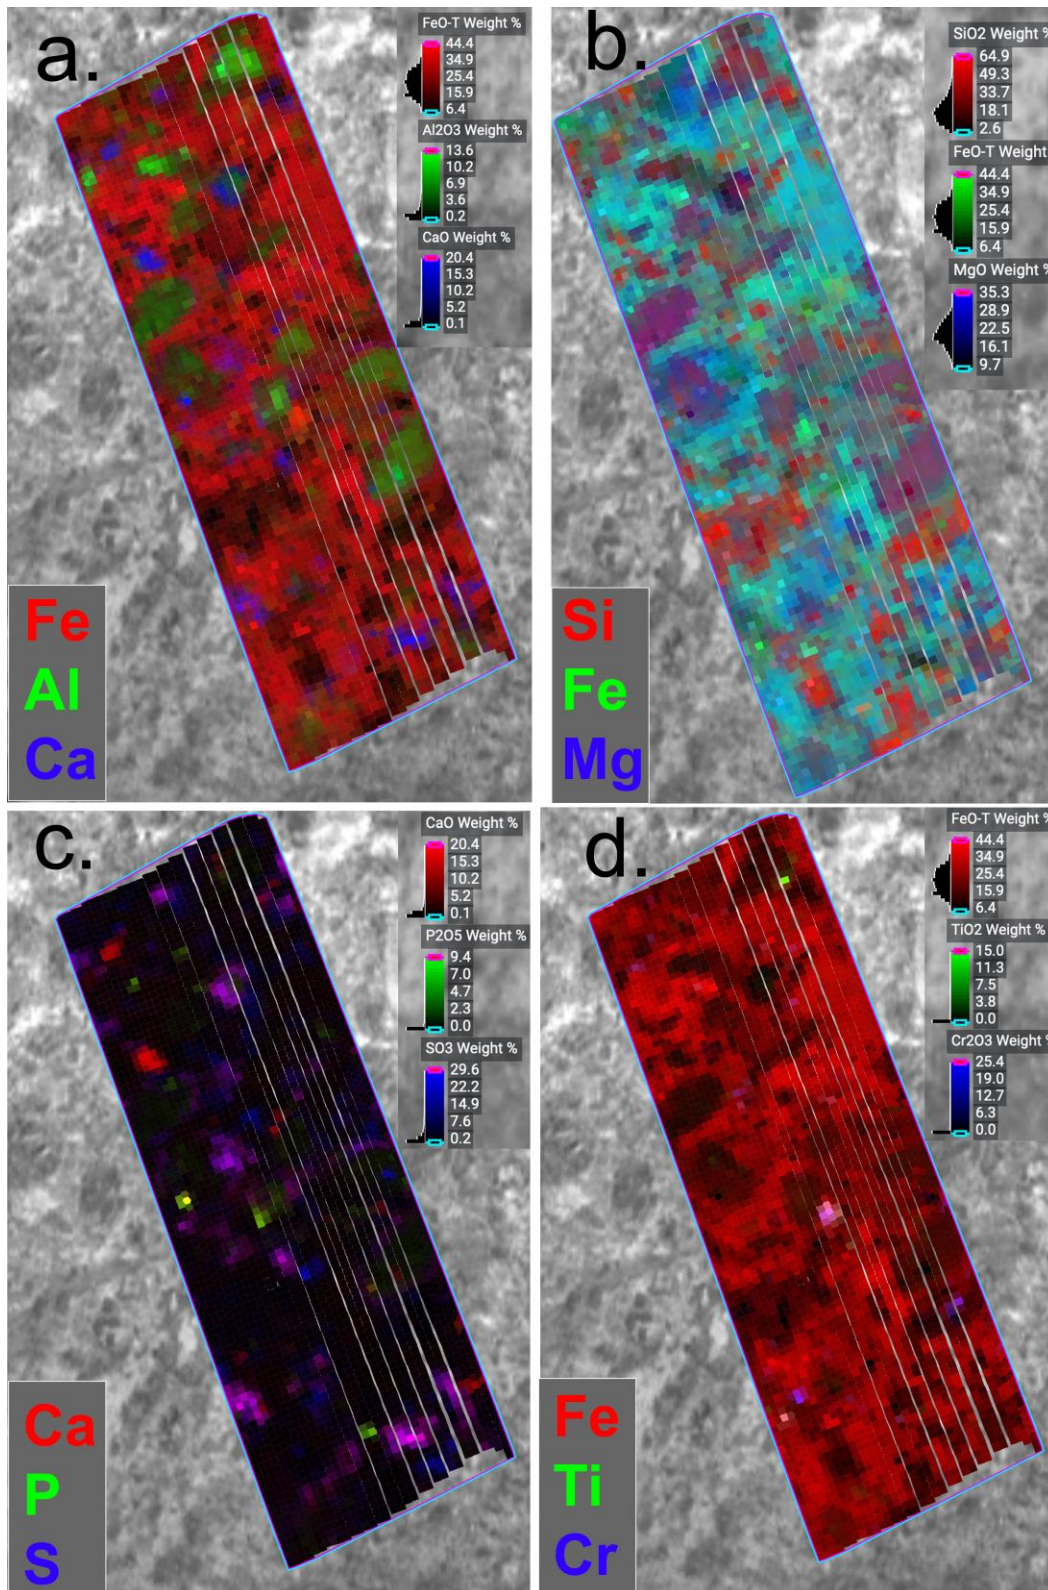 a.
FeO-T Weight %
44.4
34.9
25.4
15.9
6.4
Al2O3 Weight %
13.6
10.2
6.9
3.6
0.2
CaO Weight %
20.4
15.3
10.2
5.2
0.1
Fe
Al
Ca
b.
SiO2 Weight %
64.9
49.3
33.7
18.1
2.6
FeO-T Weight
44.4
34.9
25.4
15.9
6.4
MgO Weight %
35.3
28.9
22.5
16.1
9.7
Si
Fe
Mg
c.
CaO Weight %
20.4
15.3
10.2
5.2
0.1
P2O5 Weight %
9.4
7.0
4.7
2.3
0.0
SO3 Weight %
29.6
22.2
14.9
7.6
0.2
Ca
P
S
d.
FeO-T Weight %
44.4
34.9
25.4
15.9
6.4
TiO2 Weight %
15.0
11.3
7.5
3.8
0.0
Cr2O3 Weight %
25.4
19.0
12.7
6.3
0.0
Fe
Ti
Cr